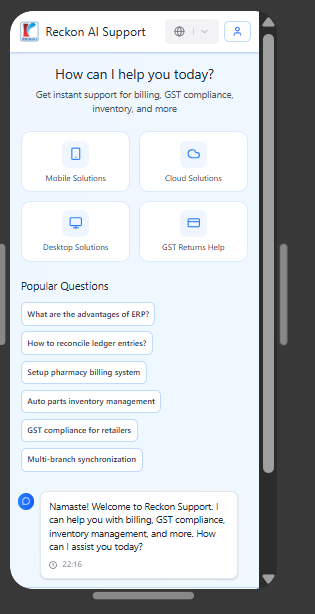 Reckon AI Support
How can I help you today?
Get instant support for billing, GST compliance,
inventory, and more
Mobile Solutions
Cloud Solutions
Desktop Solutions
GST Returns Help
Popular Questions
What are the advantages of ERP?
How to reconcile ledger entries?
Setup pharmacy billing system
Auto parts inventory management
GST compliance for retailers
Multi-branch synchronization
Namaste! Welcome to Reckon Support. I
can help you with billing, GST compliance,
inventory management, and more. How
can I assist you today?
22:16